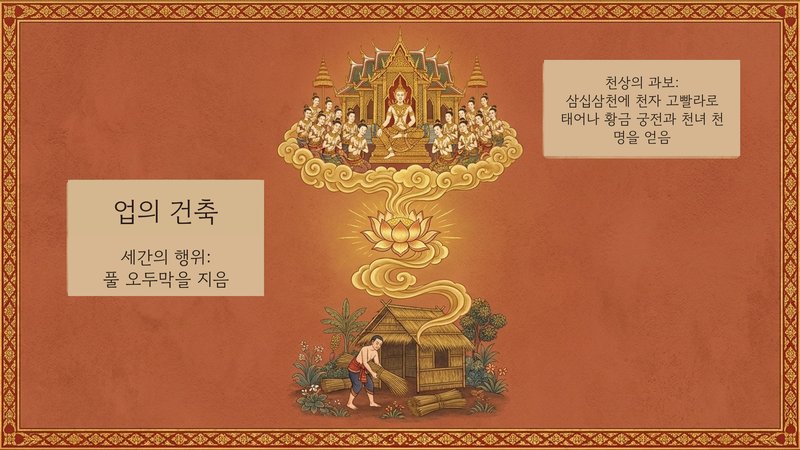 업의 건축
세간의 행위:
풀 오두막을 지음
천상의 과보:
삼십삼천에 천자 고빨라로
태어나 황금 궁전과 천녀 천
명을 얻음